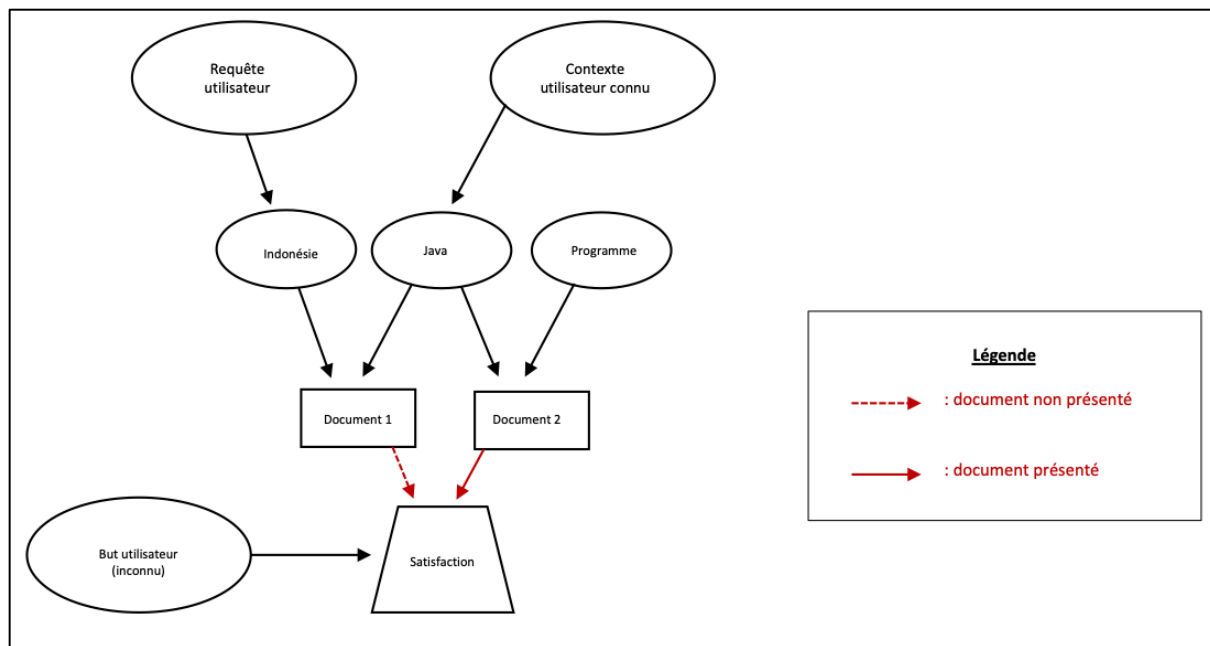 Requête
utilisateur
Contexte
utilisateur connu
Indonésie
Java
Programme
Légende
: document non présenté
Document 1
Document 2
: document présenté
But utilisateur
(inconnu)
Satisfaction